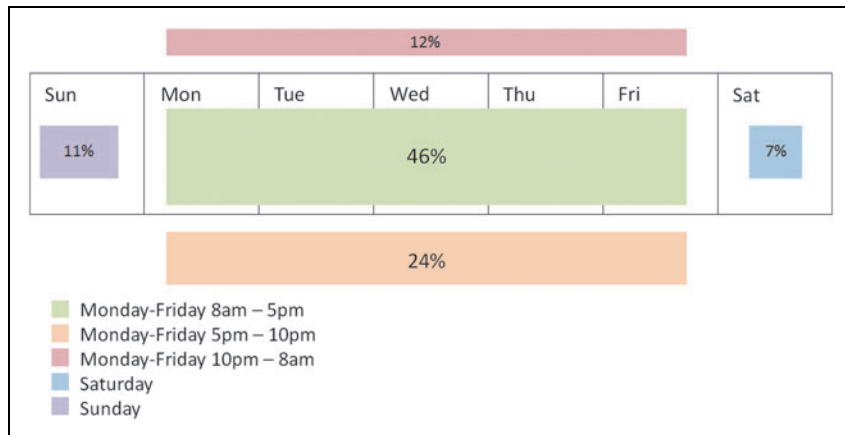 12%
Sun Mon Tue Wed Thu Fri Sat
11% 46% 7%
24%
Monday-Friday 8am – 5pm
Monday-Friday 5pm – 10pm
Monday-Friday 10pm – 8am
Saturday
Sunday